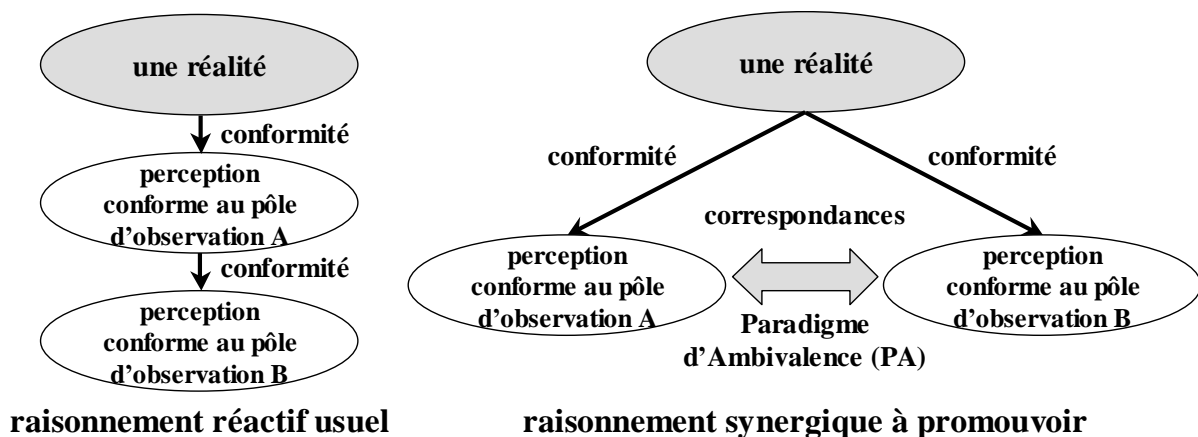 une réalité
conformité
perception
conforme au pôle
d'observation A
conformité
perception
conforme au pôle
d'observation B
raisonnement réactif usuel
une réalité
conformité
conformité
correspondances
perception
conforme au pôle
d'observation A
perception
conforme au pôle
d'observation B
Paradigme
d'Ambivalence (PA)
raisonnement synergique à promouvoir